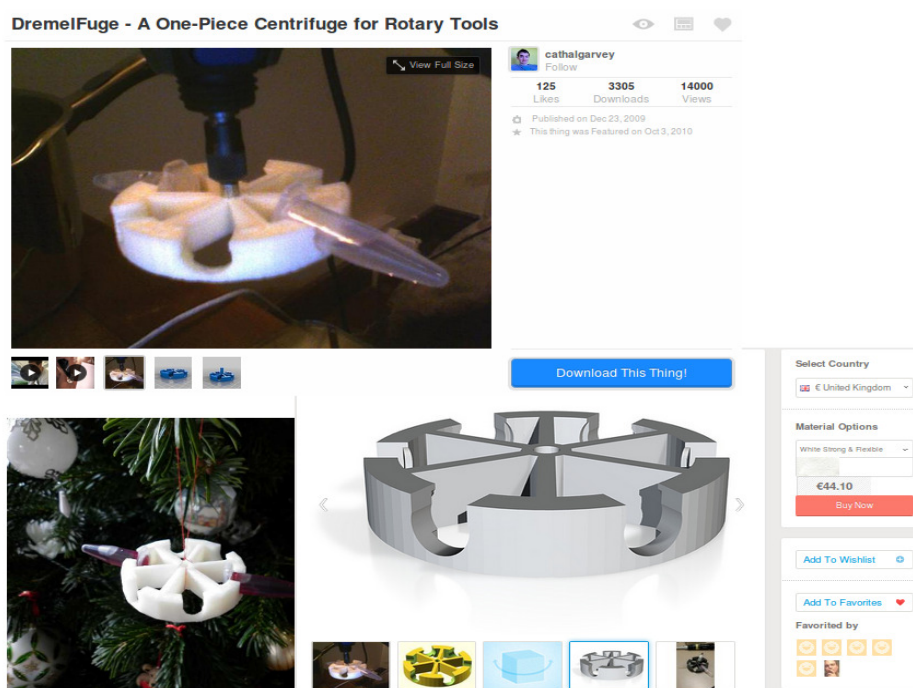 DremelFuge - A One-Piece Centrifuge for Rotary Tools
View Full Size
cathalgarvey
Follow
125 3305 14000
Likes Downloads Views
Published on Dec 23, 2009
This thing was Featured on Oct 3, 2010
Download This Thing!
Select Country
€ United Kingdom
Material Options
White Strong & Flexible
€44.10
Buy Now
Add To Wishlist
Add To Favorites
Favorited by